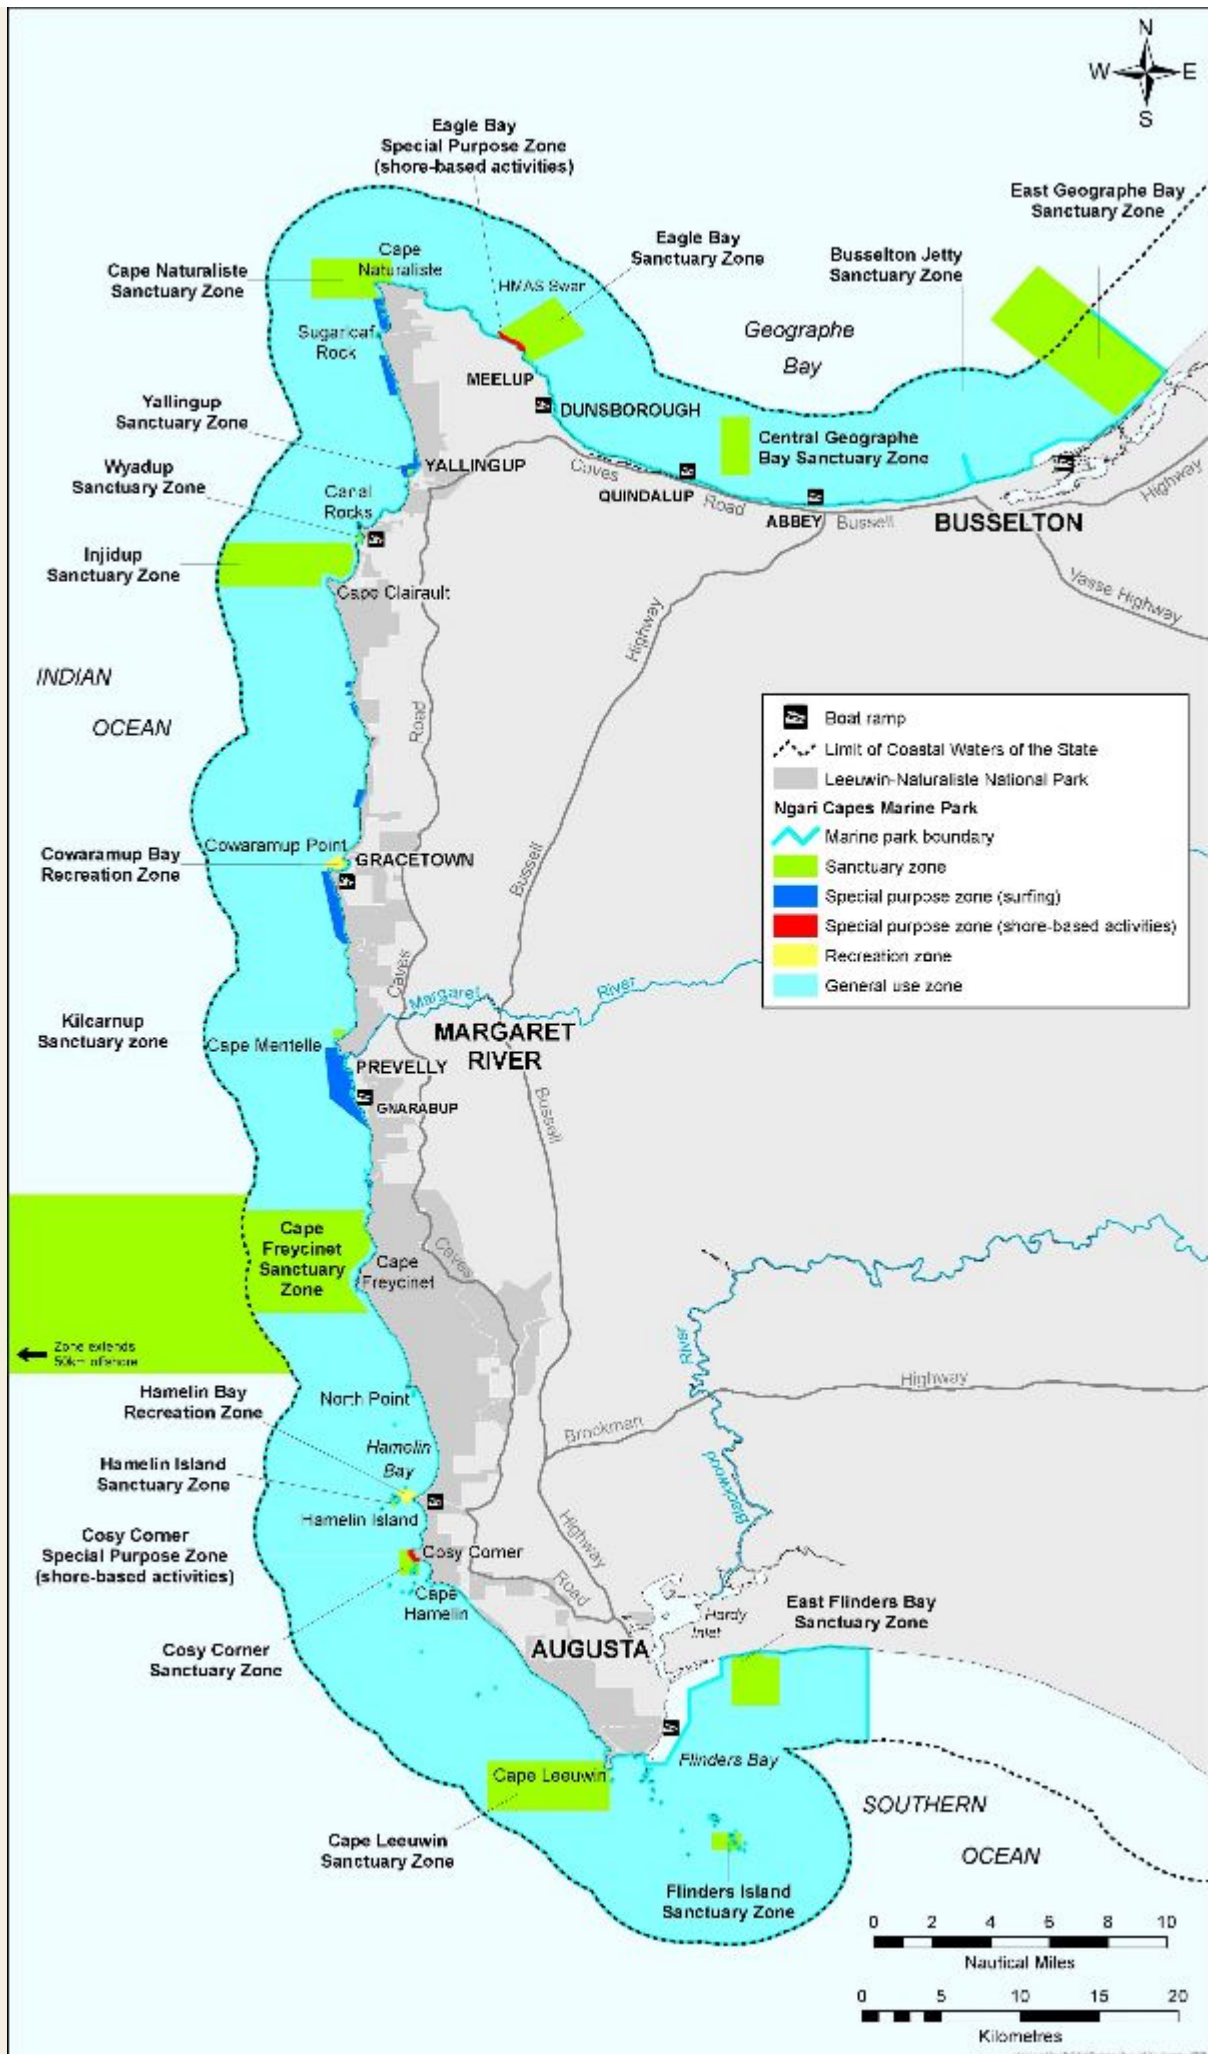 N
W E
S
Eagle Bay
Special Purpose Zone
(shore-based activities)
East Geographe Bay
Sanctuary Zone
Eagle Bay
Sanctuary Zone
Busselton Jetty
Sanctuary Zone
Cape Naturaliste
Sanctuary Zone
Cape
Naturaliste
HMAS Swan
Sugarloaf
Rock
Geographe
Bay
MEELUP
DUNSBOROUGH
Yallingup
Sanctuary Zone
Central Geographe
Bay Sanctuary Zone
Wyadup
Sanctuary Zone
YALLINGUP
Caves
Road
QUINDALUP
Canal
Rocks
ABBEY
Bussell
Highway
BUSSELTON
Injidup
Sanctuary Zone
Cape Clairault
Vasse Highway
Highway
INDIAN
OCEAN
Road
Boat ramp
Limit of Coastal Waters of the State
Leeuwin-Naturaliste National Park
Ngari Capes Marine Park
Marine park boundary
Sanctuary zone
Special purpose zone (surfing)
Special purpose zone (shore-based activities)
Recreation zone
General use zone
Cowaramup Point
Cowaramup Bay
Recreation Zone
GRACETOWN
Bussell
Caves
Margaret
River
Kilcarnup
Sanctuary zone
Cape Mentelle
MARGARET
RIVER
PREVELLY
GNARABUP
Bussell
Cape
Freycinet
Sanctuary
Zone
Cape
Freycinet
Caves
Zone extends
50km offshore
River
Highway
Hamelin Bay
Recreation Zone
North Point
Brockman
Hamelin
Bay
Hamelin Island
Sanctuary Zone
Hamelin Island
Blackwood
Highway
Cosy Corner
Special Purpose Zone
(shore-based activities)
Cosy Corner
Road
Cape
Hamelin
Hardy
Inlet
East Flinders Bay
Sanctuary Zone
Cosy Corner
Sanctuary Zone
AUGUSTA
Flinders Bay
Cape Leeuwin
SOUTHERN
OCEAN
Cape Leeuwin
Sanctuary Zone
Flinders Island
Sanctuary Zone
0 2 4 6 8 10
Nautical Miles
0 5 10 15 20
Kilometres